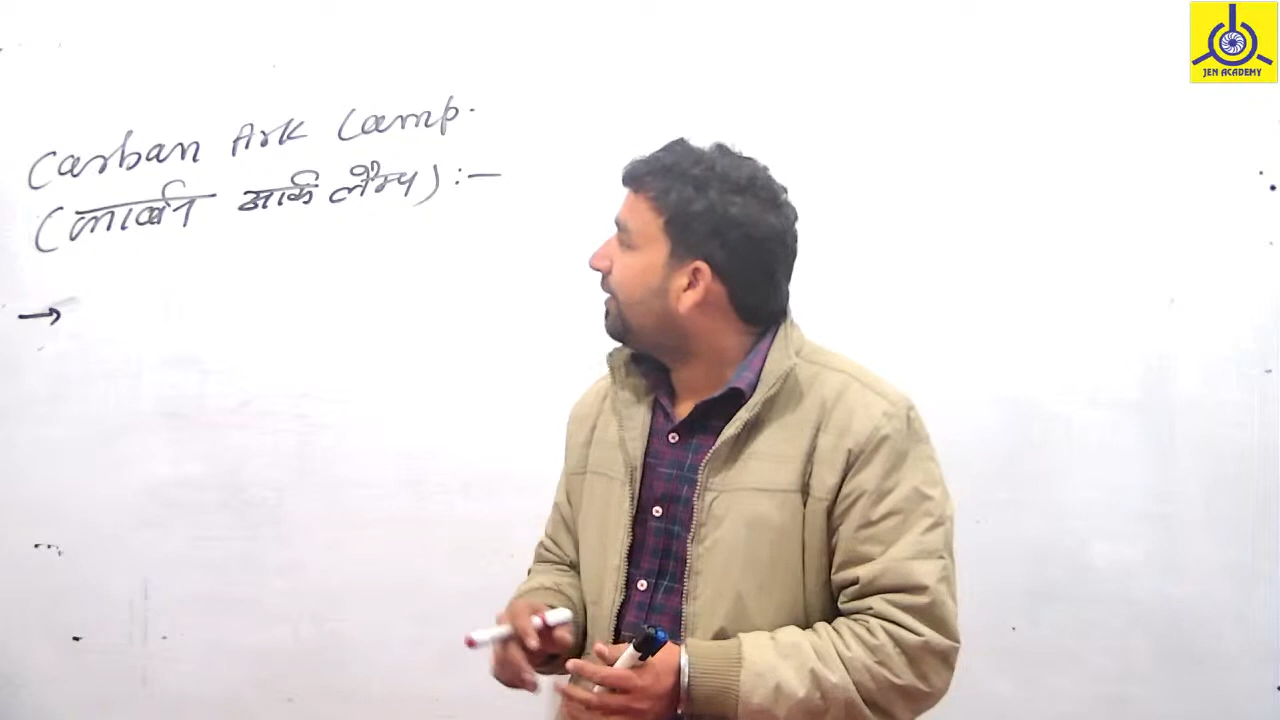 Carban Ark Lamp.
(कार्बन आर्क लैम्प) :-
→
JEN ACADEMY